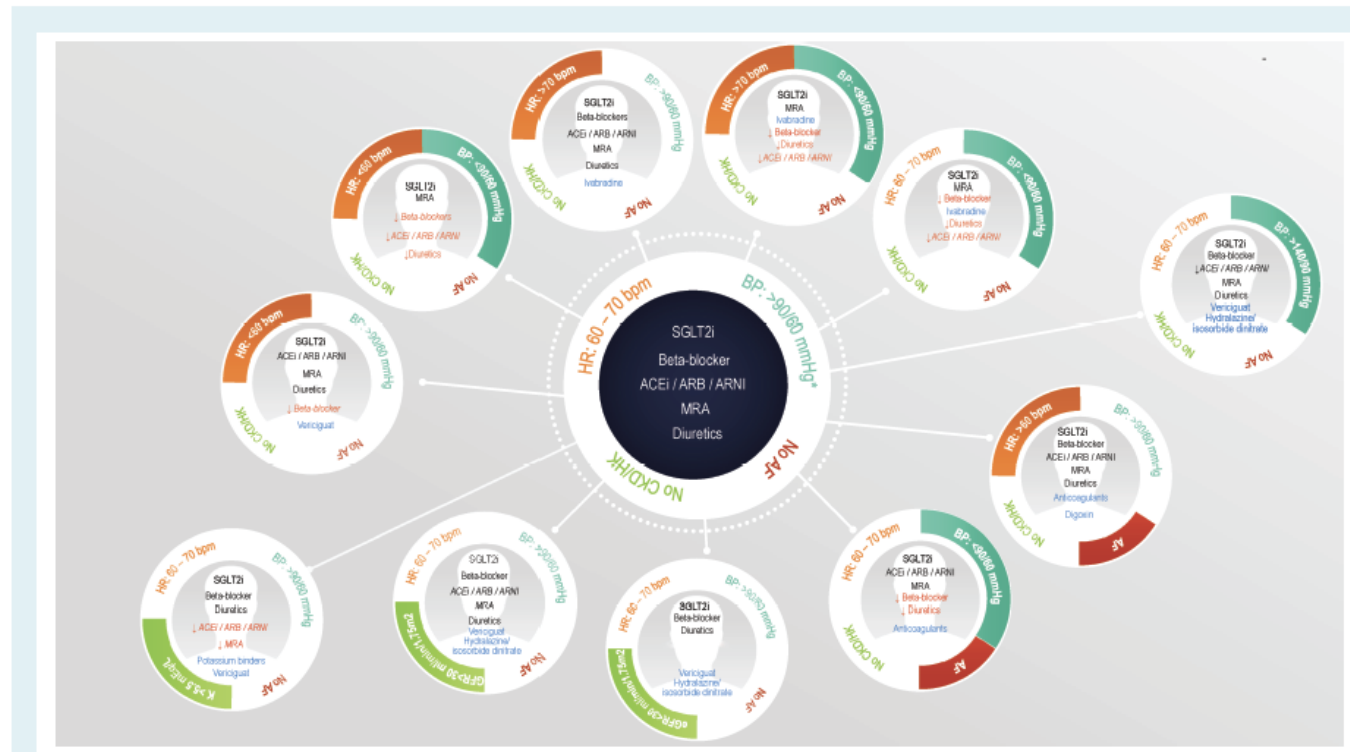 SGLT2i
Beta-blocker
ACEi / ARB / ARNI
MRA
Diuretics
HR: 60 – 70 bpm
BP: >90/60 mmHg*
No AF
No CKD/HK
HR: >70 bpm
BP: >90/60 mmHg
SGLT2i
Beta-blockers
ACEi / ARB / ARNI
MRA
Diuretics
Ivabradine
No CKD/HK
No AF
HR: >70 bpm
BP: <90/60 mmHg
SGLT2i
MRA
Ivabradine
↓ Beta-blocker
↓Diuretics
↓ACEi / ARB / ARNI
No CKD/HK
No AF
HR: 60 – 70 bpm
BP: <90/60 mmHg
SGLT2i
MRA
↓ Beta-blocker
Ivabradine
↓Diuretics
↓ACEi / ARB / ARNI
No CKD/HK
No AF
HR: 60 – 70 bpm
BP: >140/90 mmHg
SGLT2i
Beta-blocker
↓ACEi / ARB / ARNI
MRA
Diuretics
Vericiguat
Hydralazine/
isosorbide dinitrate
No CKD/HK
No AF
HR: >60 bpm
BP: >90/60 mmHg
SGLT2i
Beta-blocker
ACEi / ARB / ARNI
MRA
Diuretics
Anticoagulants
Digoxin
No CKD/HK
AF
HR: 60 – 70 bpm
BP: <90/60 mmHg
SGLT2i
ACEi / ARB / ARNI
MRA
↓ Beta-blocker
↓ Diuretics
Anticoagulants
No CKD/HK
AF
HR: 60 – 70 bpm
BP: >90/60 mmHg
SGLT2i
Beta-blocker
Diuretics
Vericiguat
Hydralazine/
isosorbide dinitrate
eGFR<30 ml/min/1.75m2
No AF
HR: 60 – 70 bpm
BP: >90/60 mmHg
SGLT2i
Beta-blocker
ACEi / ARB / ARNI
MRA
Diuretics
Vericiguat
Hydralazine/
isosorbide dinitrate
GFR>30 ml/min/1.75m2
No AF
HR: 60 – 70 bpm
BP: >90/60 mmHg
SGLT2i
Beta-blocker
Diuretics
↓ ACEi / ARB / ARNI
↓ MRA
Potassium binders
Vericiguat
K >5.5 mEq/L
No AF
HR: <60 bpm
BP: >90/60 mmHg
SGLT2i
ACEi / ARB / ARNI
MRA
Diuretics
↓ Beta-blocker
Vericiguat
No CKD/HK
No AF
HR: <60 bpm
BP: <90/60 mmHg
SGLT2i
MRA
↓ Beta-blockers
↓ACEi / ARB / ARNI
↓Diuretics
No CKD/HK
No AF